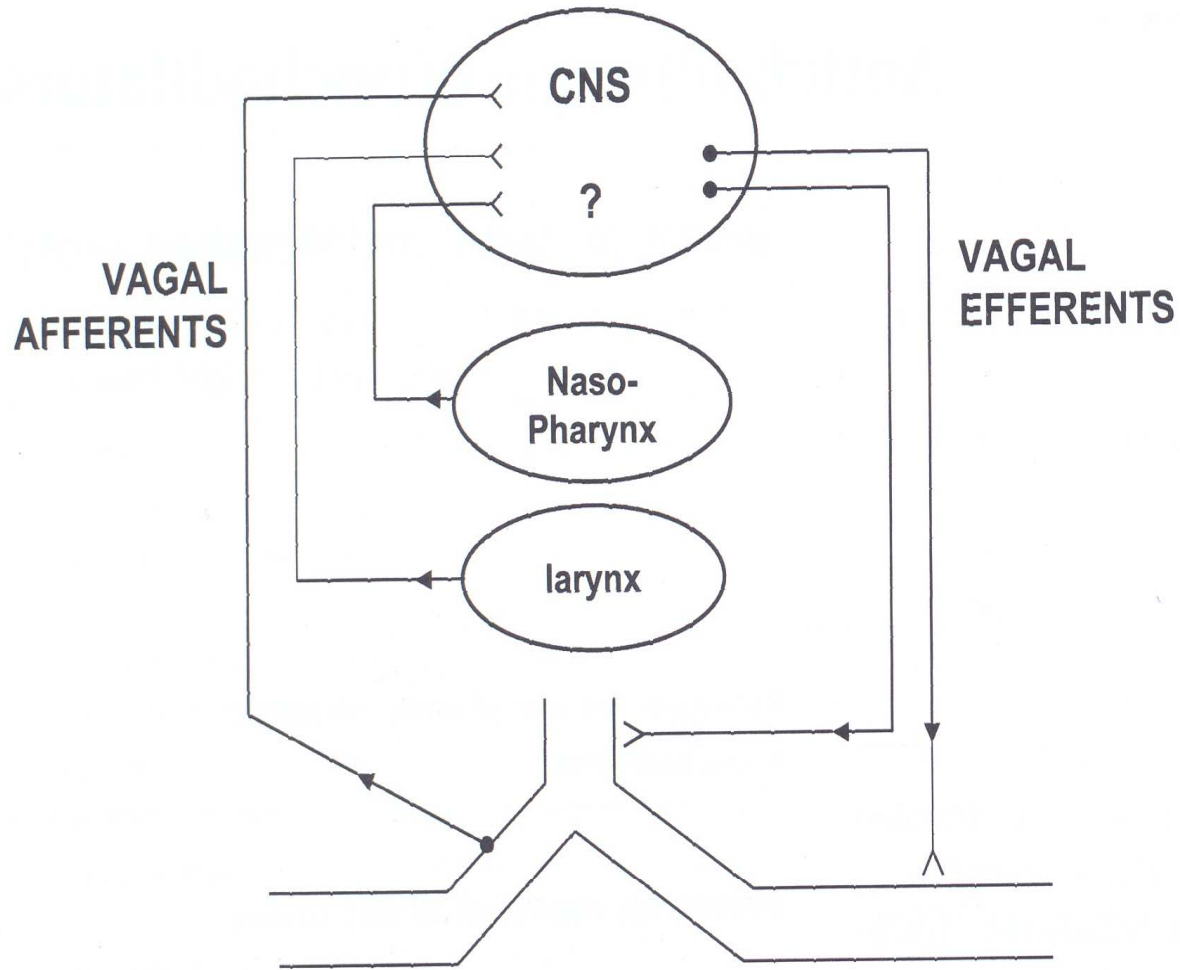 CNS
?
VAGAL
AFFERENTS
VAGAL
EFFERENTS
Naso-
Pharynx
larynx